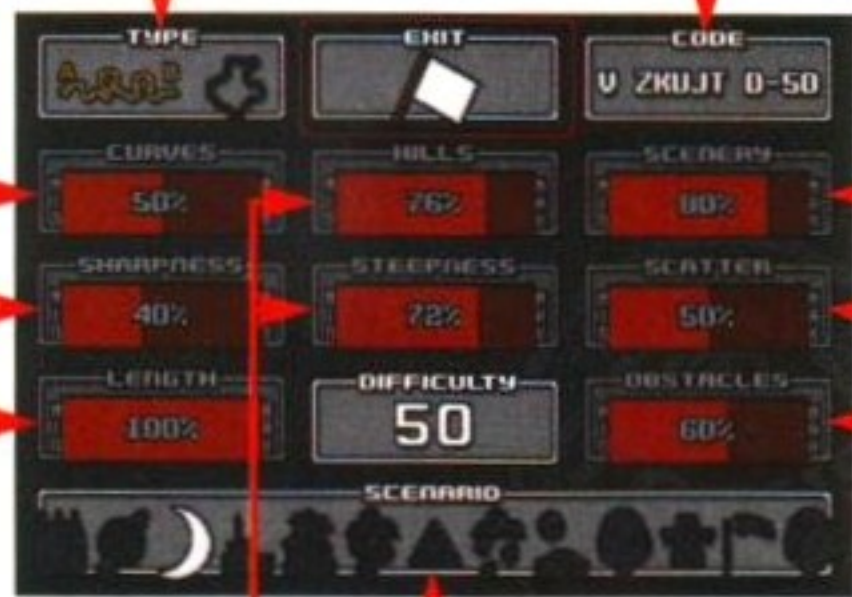 TYPE EXIT CODE
V ZKUJT D-50
CURVES HILLS SCENERY
50% 76% 80%
SHARPNESS STEEPNESS SCATTER
40% 72% 50%
LENGTH DIFFICULTY OBSTACLES
100% 50 60%
SCENARIO